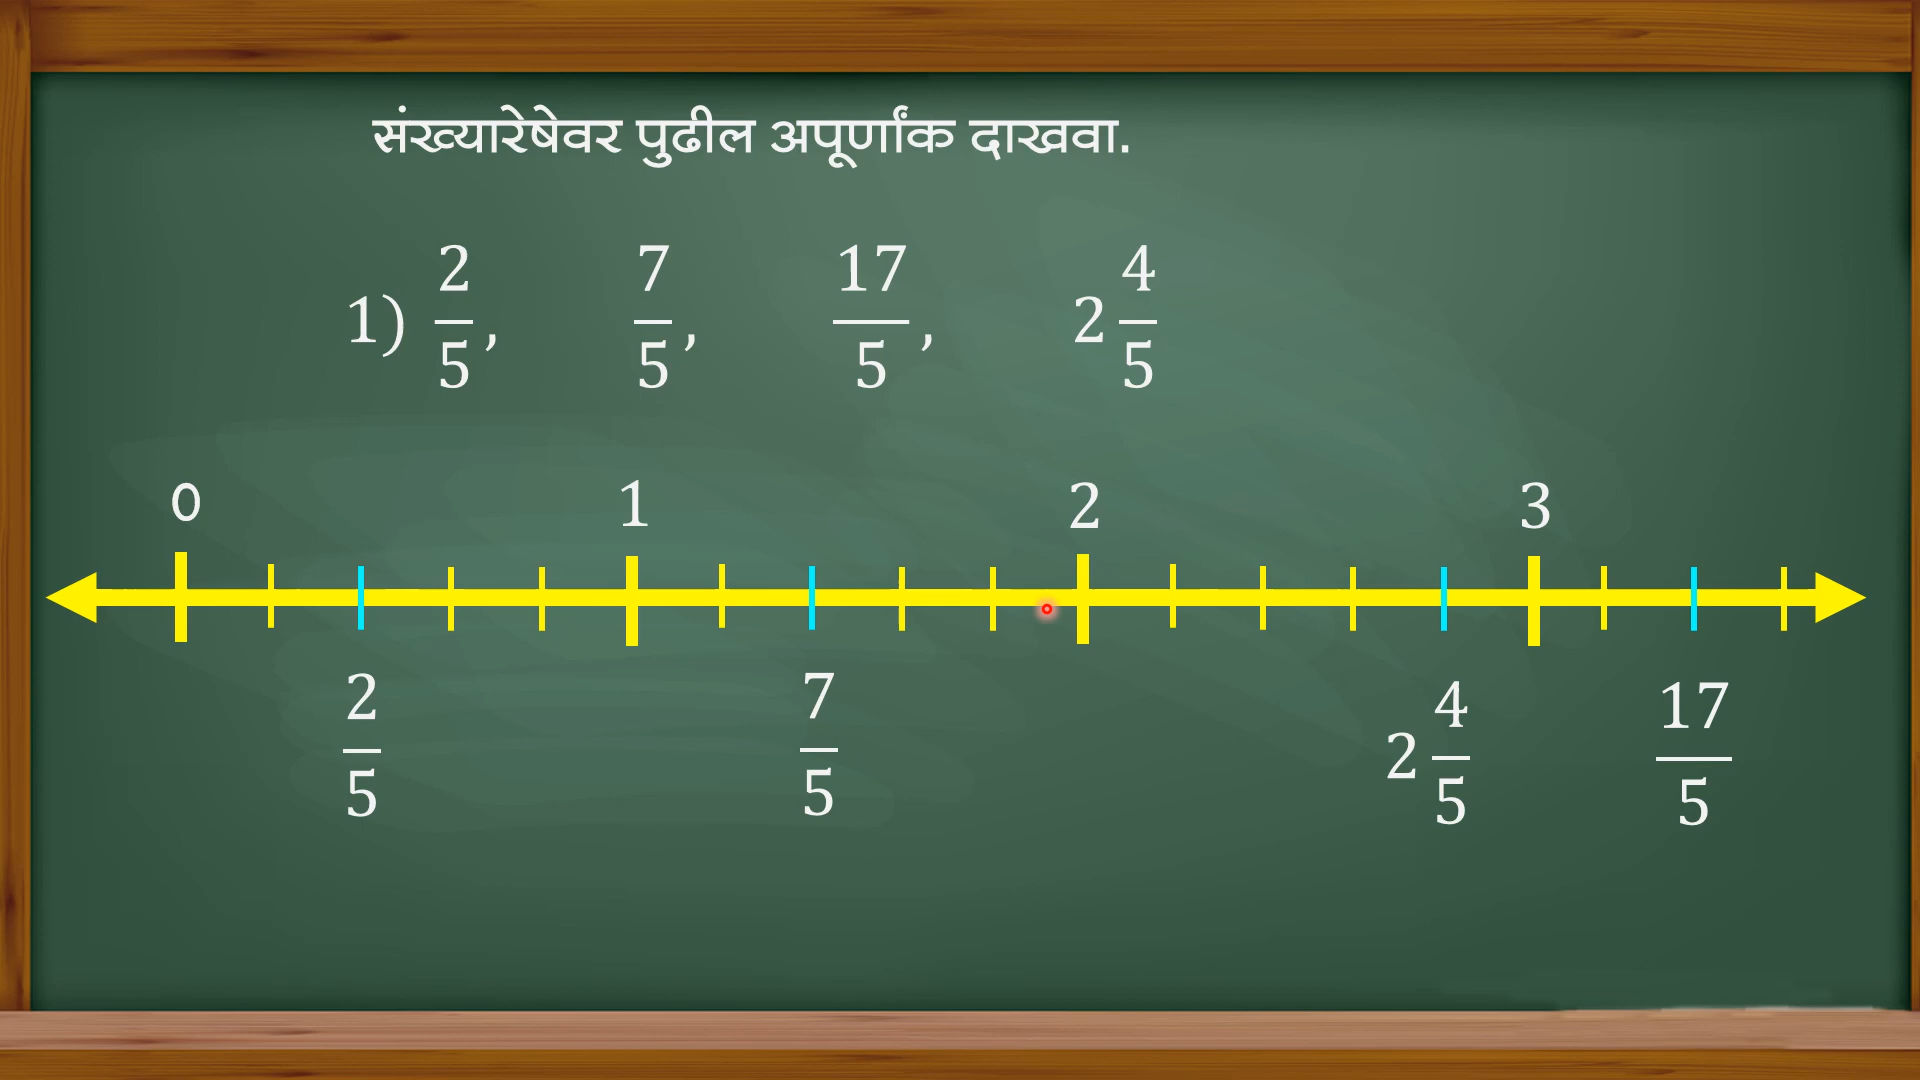 संख्यारेषेवर पुढील अपूर्णांक दाखवा.
1) 2/5, 7/5, 17/5, 2 4/5
0 1 2 3
2/5 7/5 2 4/5 17/5